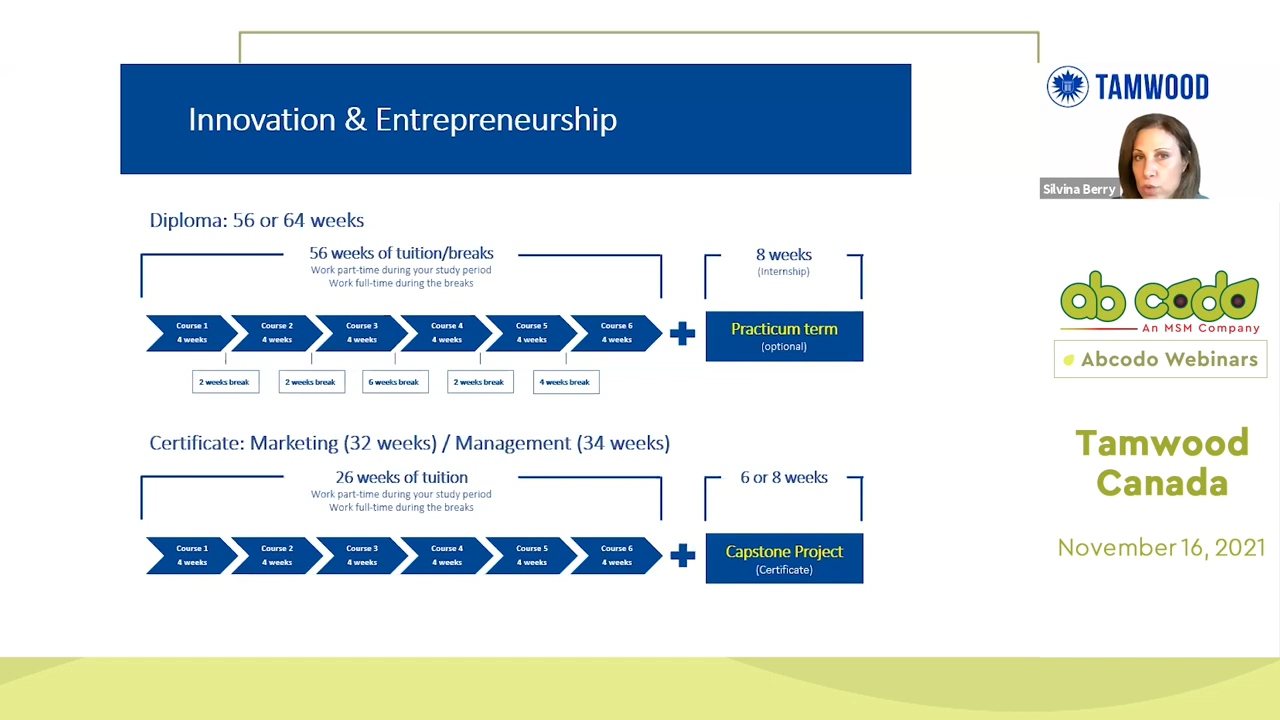 Innovation & Entrepreneurship
TAMWOOD
Silvina Berry
Diploma: 56 or 64 weeks
56 weeks of tuition/breaks
Work part-time during your study period
Work full-time during the breaks
8 weeks
(Internship)
Course 1
4 weeks
Course 2
4 weeks
Course 3
4 weeks
Course 4
4 weeks
Course 5
4 weeks
Course 6
4 weeks
Practicum term
(optional)
2 weeks break
2 weeks break
6 weeks break
2 weeks break
4 weeks break
Certificate: Marketing (32 weeks) / Management (34 weeks)
26 weeks of tuition
Work part-time during your study period
Work full-time during the breaks
6 or 8 weeks
Course 1
4 weeks
Course 2
4 weeks
Course 3
4 weeks
Course 4
4 weeks
Course 5
4 weeks
Course 6
4 weeks
Capstone Project
(Certificate)
ab codo
An MSM Company
Abcodo Webinars
Tamwood
Canada
November 16, 2021